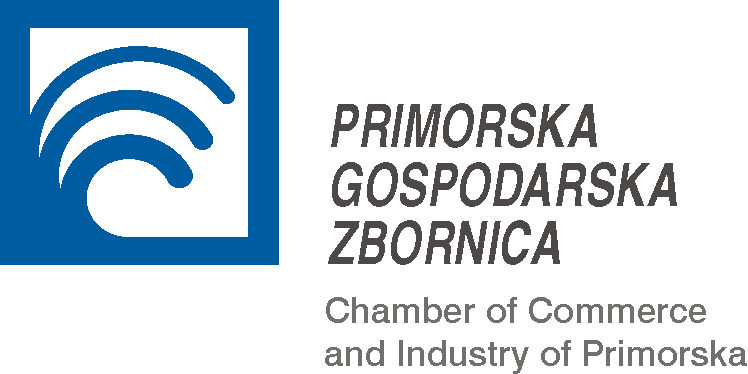 PRIMORSKA
GOSPODARSKA
ZBORNICA
Chamber of Commerce
and Industry of Primorska